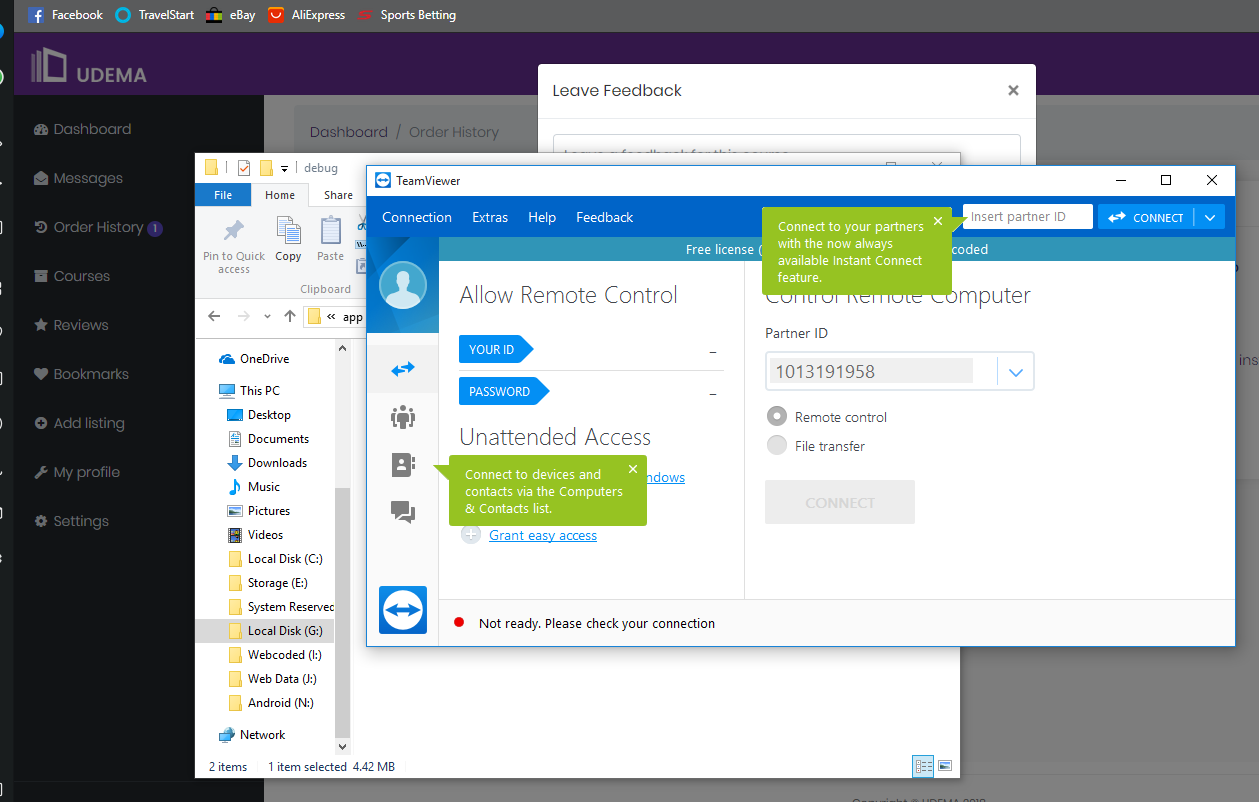 Facebook
TravelStart
eBay
AliExpress
Sports Betting
UDEMA
Dashboard
Messages
Order History 1
Courses
Reviews
Bookmarks
Add listing
My profile
Settings
Dashboard / Order History
Leave Feedback
debug
File
Home
Share
Pin to Quick
access
Copy
Paste
Clipboard
« app
OneDrive
This PC
Desktop
Documents
Downloads
Music
Pictures
Videos
Local Disk (C:)
Storage (E:)
System Reserved
Local Disk (G:)
Webcoded (I:)
Web Data (J:)
Android (N:)
Network
2 items
1 item selected 4.42 MB
TeamViewer
Connection
Extras
Help
Feedback
Insert partner ID
CONNECT
Connect to your partners
with the now always
available Instant Connect
feature.
Free license (
coded
Allow Remote Control
YOUR ID
–
PASSWORD
–
Unattended Access
ndows
Connect to devices and
contacts via the Computers
& Contacts list.
Grant easy access
Control Remote Computer
Partner ID
1013191958
Remote control
File transfer
CONNECT
Not ready. Please check your connection
ins